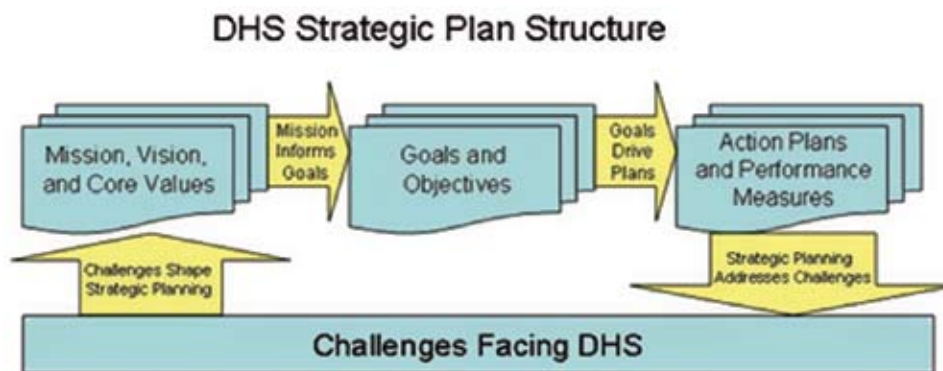 DHS Strategic Plan Structure
Mission, Vision,
and Core Values
Mission
Informs
Goals
Goals and
Objectives
Goals
Drive
Plans
Action Plans
and Performance
Measures
Challenges Shape
Strategic Planning
Strategic Planning
Addresses Challenges
Challenges Facing DHS